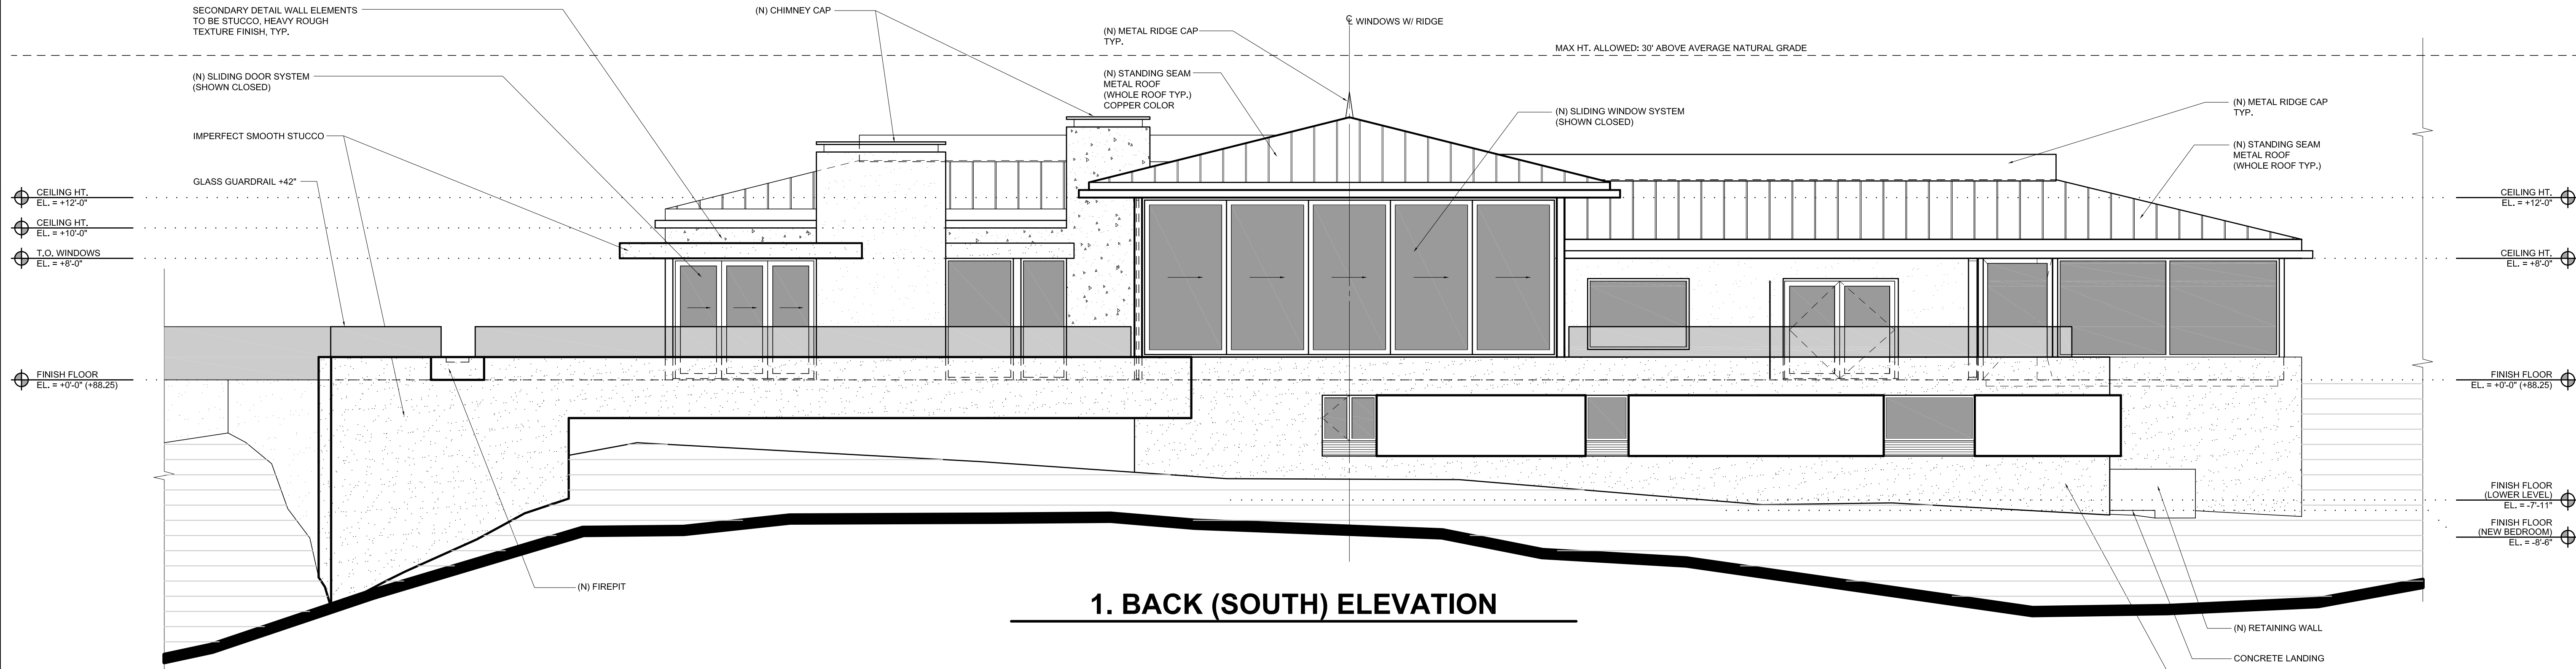 SECONDARY DETAIL WALL ELEMENTS
TO BE STUCCO, HEAVY ROUGH
TEXTURE FINISH, TYP.
(N) CHIMNEY CAP
(N) METAL RIDGE CAP
TYP.
℄ WINDOWS W/ RIDGE
MAX HT. ALLOWED: 30' ABOVE AVERAGE NATURAL GRADE
(N) SLIDING DOOR SYSTEM
(SHOWN CLOSED)
(N) STANDING SEAM
METAL ROOF
(WHOLE ROOF TYP.)
COPPER COLOR
(N) SLIDING WINDOW SYSTEM
(SHOWN CLOSED)
(N) METAL RIDGE CAP
TYP.
IMPERFECT SMOOTH STUCCO
(N) STANDING SEAM
METAL ROOF
(WHOLE ROOF TYP.)
GLASS GUARDRAIL +42"
CEILING HT.
EL. = +12'-0"
CEILING HT.
EL. = +10'-0"
T.O. WINDOWS
EL. = +8'-0"
FINISH FLOOR
EL. = +0'-0" (+88.25)
CEILING HT.
EL. = +12'-0"
CEILING HT.
EL. = +8'-0"
FINISH FLOOR
EL. = +0'-0" (+88.25)
FINISH FLOOR
(LOWER LEVEL)
EL. = -7'-11"
FINISH FLOOR
(NEW BEDROOM)
EL. = -8'-6"
(N) FIREPIT
1. BACK (SOUTH) ELEVATION
(N) RETAINING WALL
CONCRETE LANDING